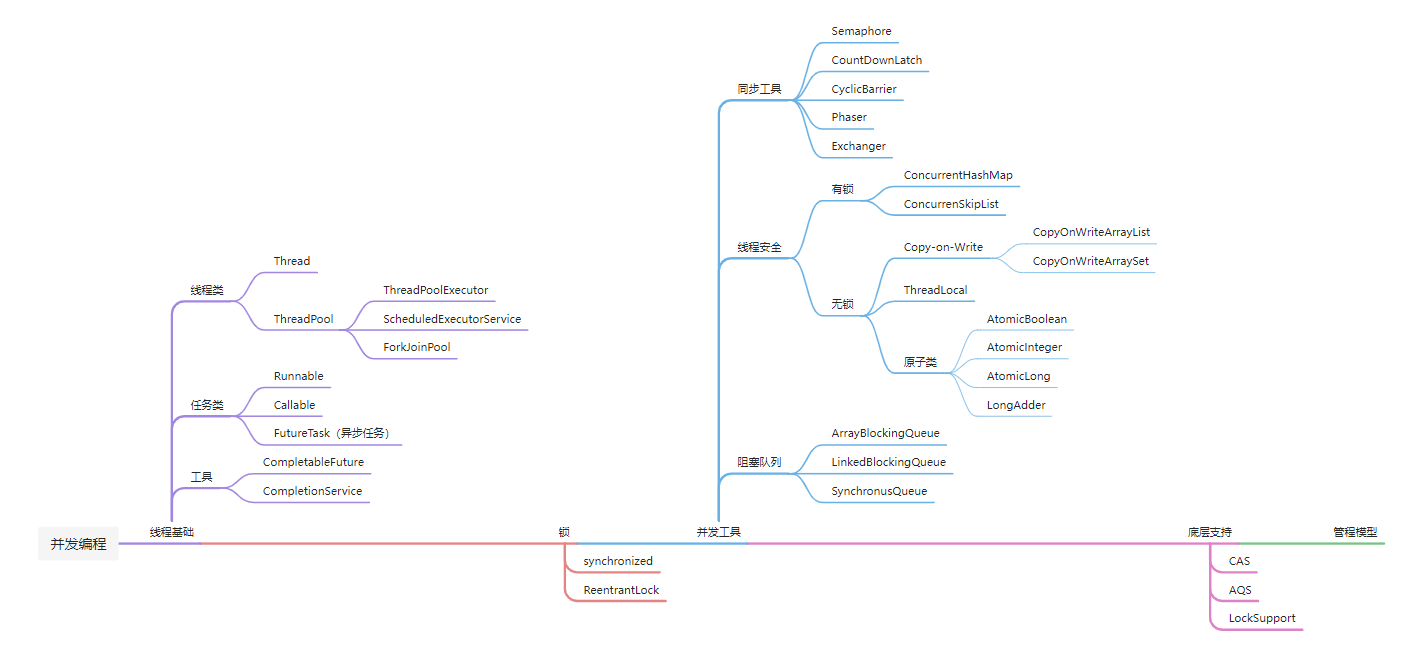 并发编程
线程基础
线程类
Thread
ThreadPool
ThreadPoolExecutor
ScheduledExecutorService
ForkJoinPool
任务类
Runnable
Callable
FutureTask（异步任务）
工具
CompletableFuture
CompletionService
锁
synchronized
ReentrantLock
并发工具
同步工具
Semaphore
CountDownLatch
CyclicBarrier
Phaser
Exchanger
线程安全
有锁
ConcurrentHashMap
ConcurrenSkipList
无锁
Copy-on-Write
CopyOnWriteArrayList
CopyOnWriteArraySet
ThreadLocal
原子类
AtomicBoolean
AtomicInteger
AtomicLong
LongAdder
阻塞队列
ArrayBlockingQueue
LinkedBlockingQueue
SynchronusQueue
底层支持
CAS
AQS
LockSupport
管程模型